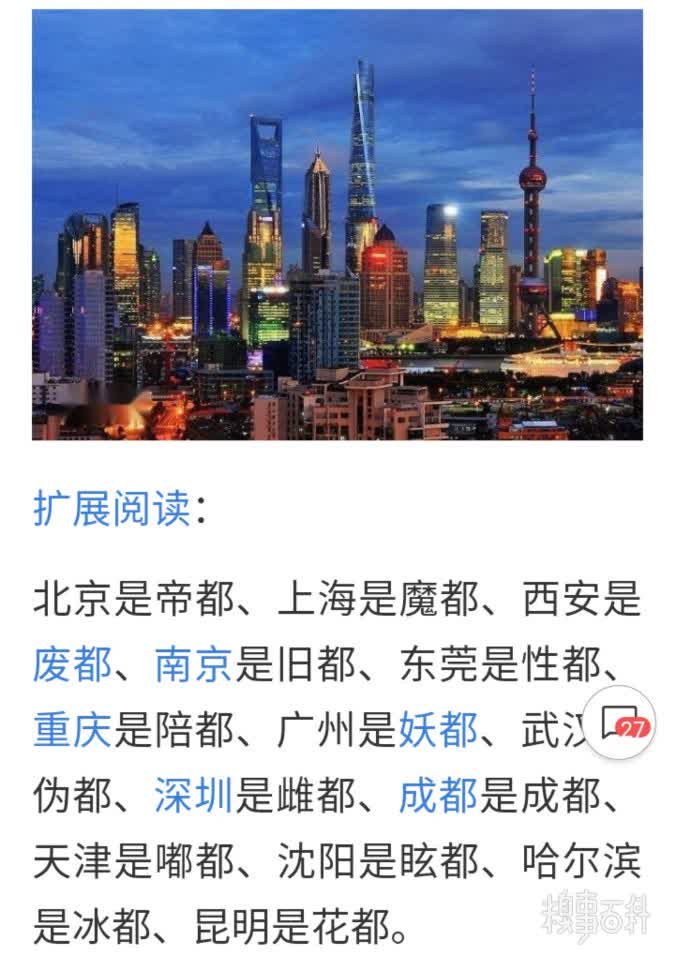 扩展阅读：
北京是帝都、上海是魔都、西安是
废都、南京是旧都、东莞是性都、
重庆是陪都、广州是妖都、武汉
伪都、深圳是雌都、成都是成都、
天津是嘟都、沈阳是眩都、哈尔滨
是冰都、昆明是花都。
27
糗事百科